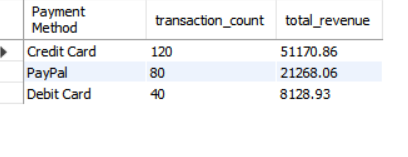 Payment
Method transaction_count total_revenue
Credit Card 120 51170.86
PayPal 80 21268.06
Debit Card 40 8128.93